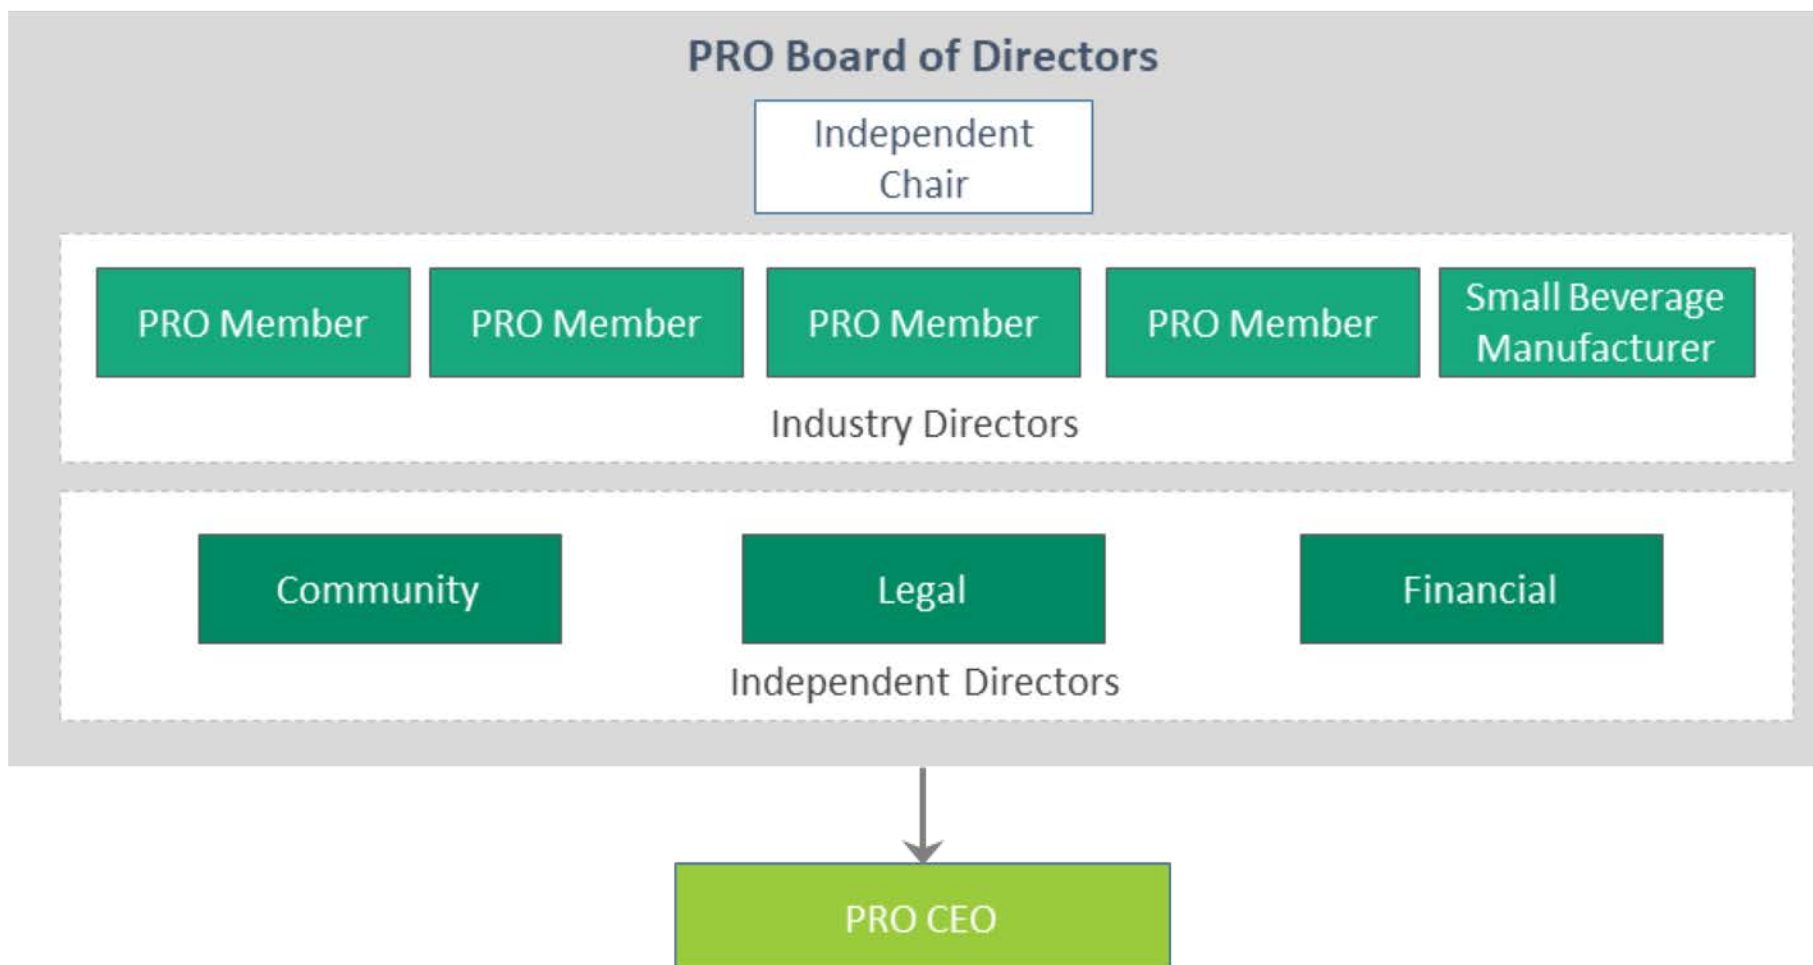 PRO Board of Directors
Independent
Chair
PRO Member
PRO Member
PRO Member
PRO Member
Small Beverage
Manufacturer
Industry Directors
Community
Legal
Financial
Independent Directors
PRO CEO